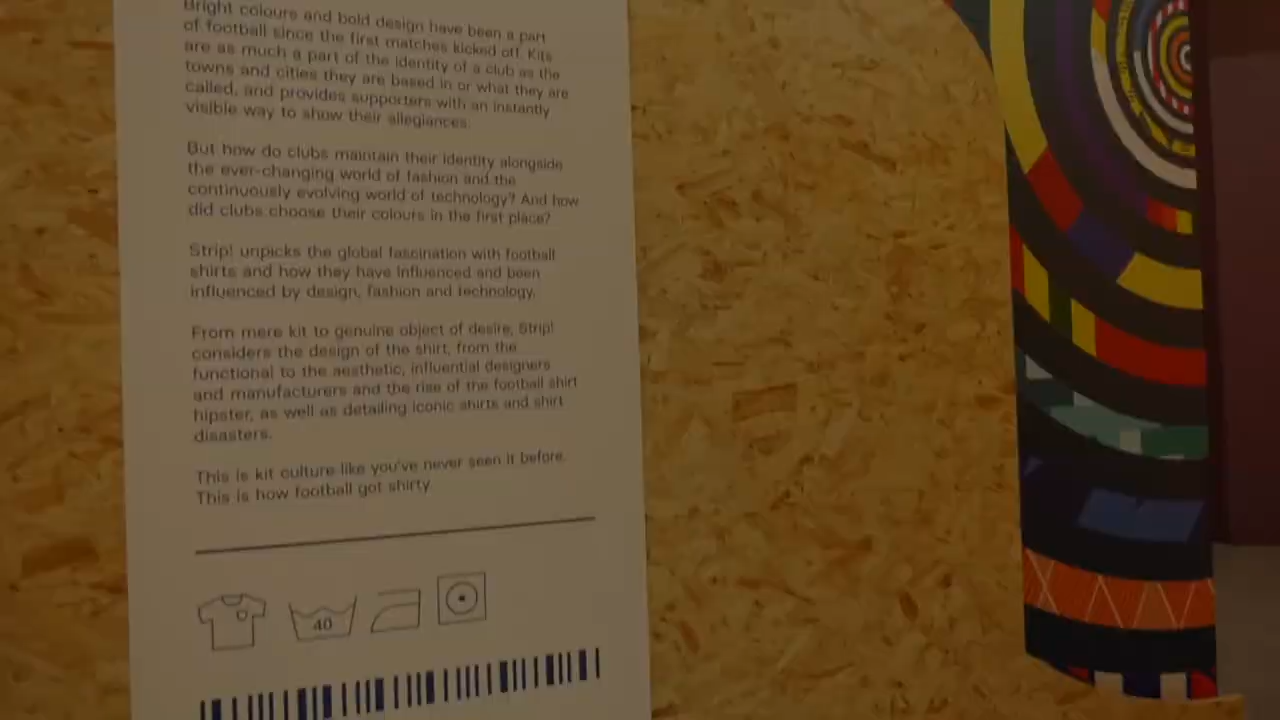 Bright colours and bold design have been a part
of football since the first matches kicked off. Kits
are as much a part of the identity of a club as the
towns and cities they are based in or what they are
called, and provides supporters with an instantly
visible way to show their allegiances.
But how do clubs maintain their identity alongside
the ever-changing world of fashion and the
continuously evolving world of technology? And how
did clubs choose their colours in the first place?
Strip! unpicks the global fascination with football
shirts and how they have influenced and been
influenced by design, fashion and technology.
From mere kit to genuine object of desire, Strip!
considers the design of the shirt, from the
functional to the aesthetic, influential designers
and manufacturers and the rise of the football shirt
hipster, as well as detailing iconic shirts and shirt
disasters.
This is kit culture like you've never seen it before.
This is how football got shirty.
40